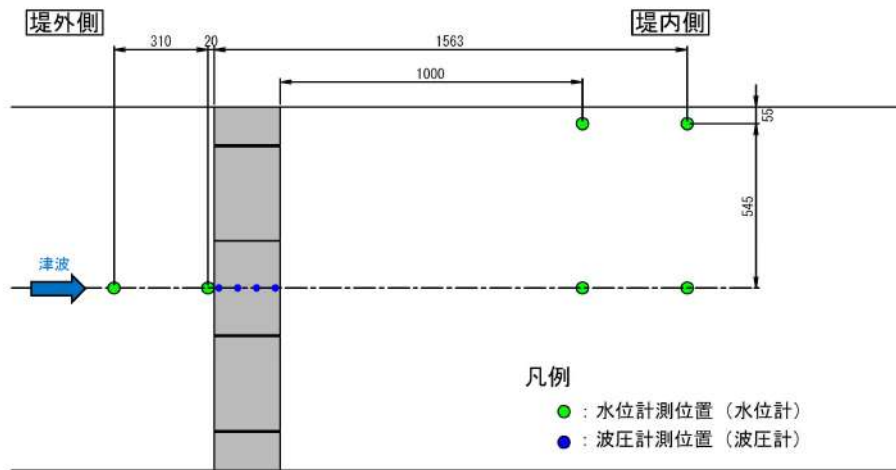 堤外側
堤内側
310
20
1563
1000
55
545
津波
凡例
：水位計測位置（水位計）
：波圧計測位置（波圧計）